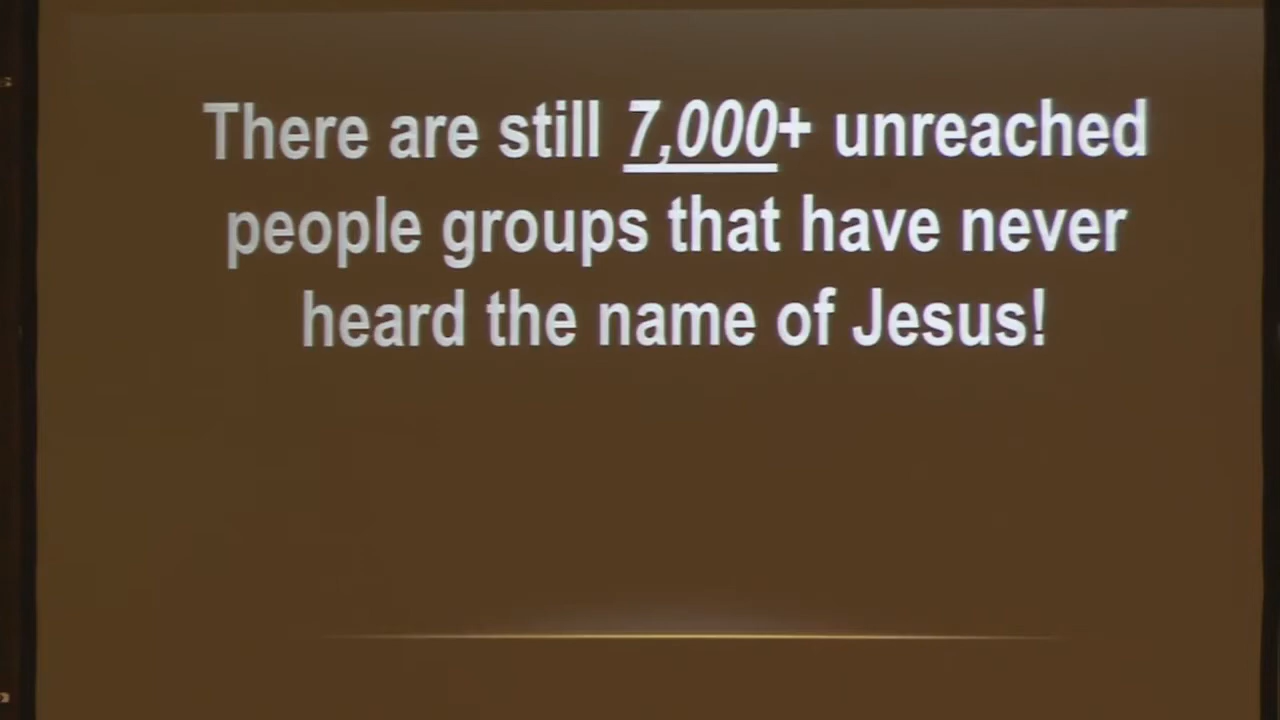 There are still 7,000+ unreached
people groups that have never
heard the name of Jesus!